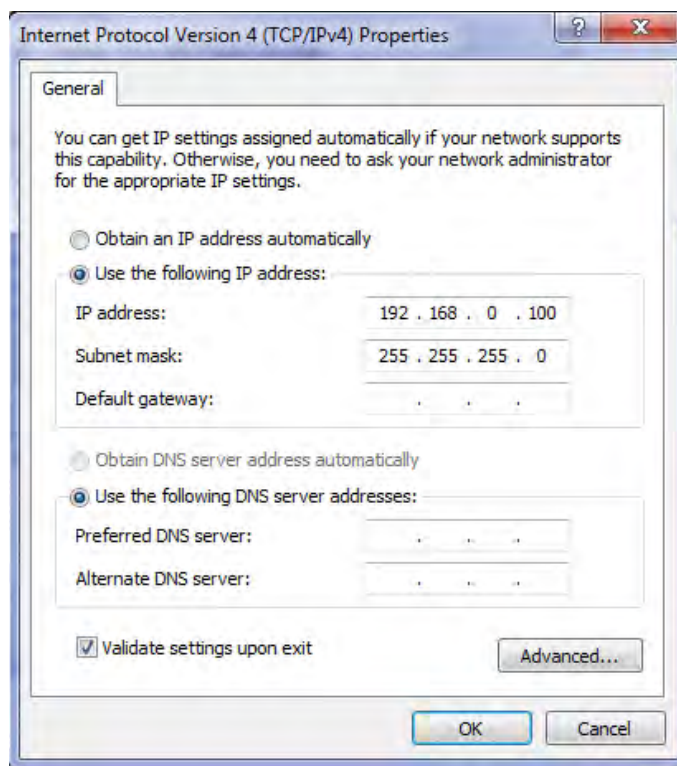 Internet Protocol Version 4 (TCP/IPv4) Properties
?
General
You can get IP settings assigned automatically if your network supports
this capability. Otherwise, you need to ask your network administrator
for the appropriate IP settings.
Obtain an IP address automatically
Use the following IP address:
IP address: 192 . 168 . 0 . 100
Subnet mask: 255 . 255 . 255 . 0
Default gateway: . . .
Obtain DNS server address automatically
Use the following DNS server addresses:
Preferred DNS server: . . .
Alternate DNS server: . . .
Validate settings upon exit
Advanced...
OK Cancel